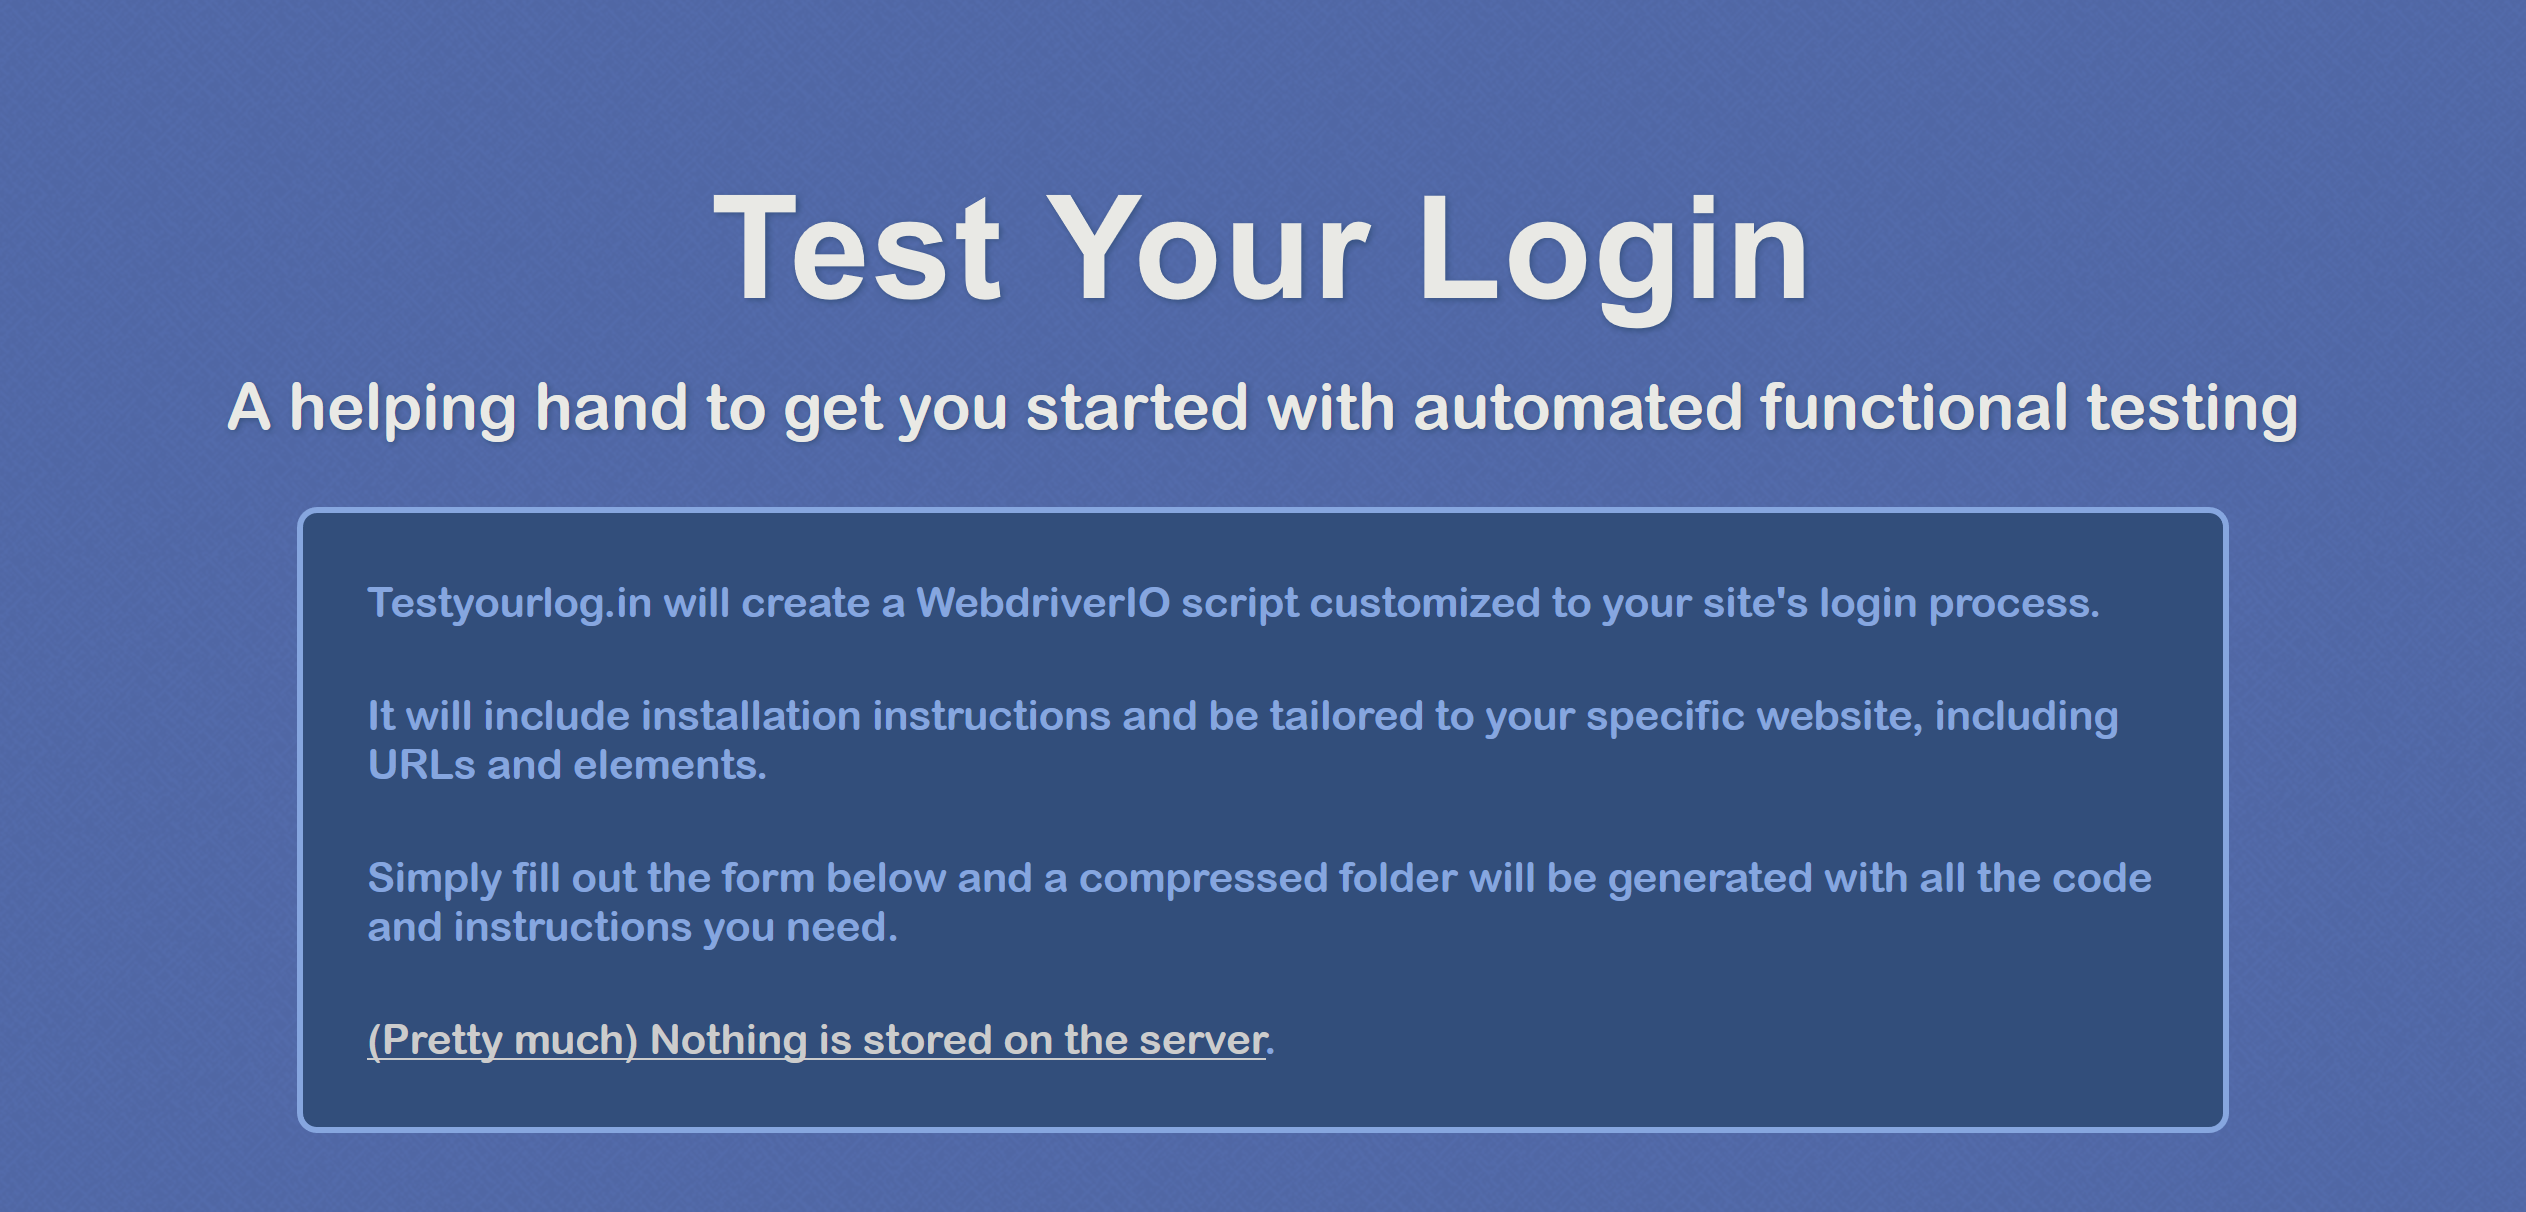 Test Your Login
A helping hand to get you started with automated functional testing
Testyourlog.in will create a WebdriverIO script customized to your site's login process.
It will include installation instructions and be tailored to your specific website, including
URLs and elements.
Simply fill out the form below and a compressed folder will be generated with all the code
and instructions you need.
(Pretty much) Nothing is stored on the server.